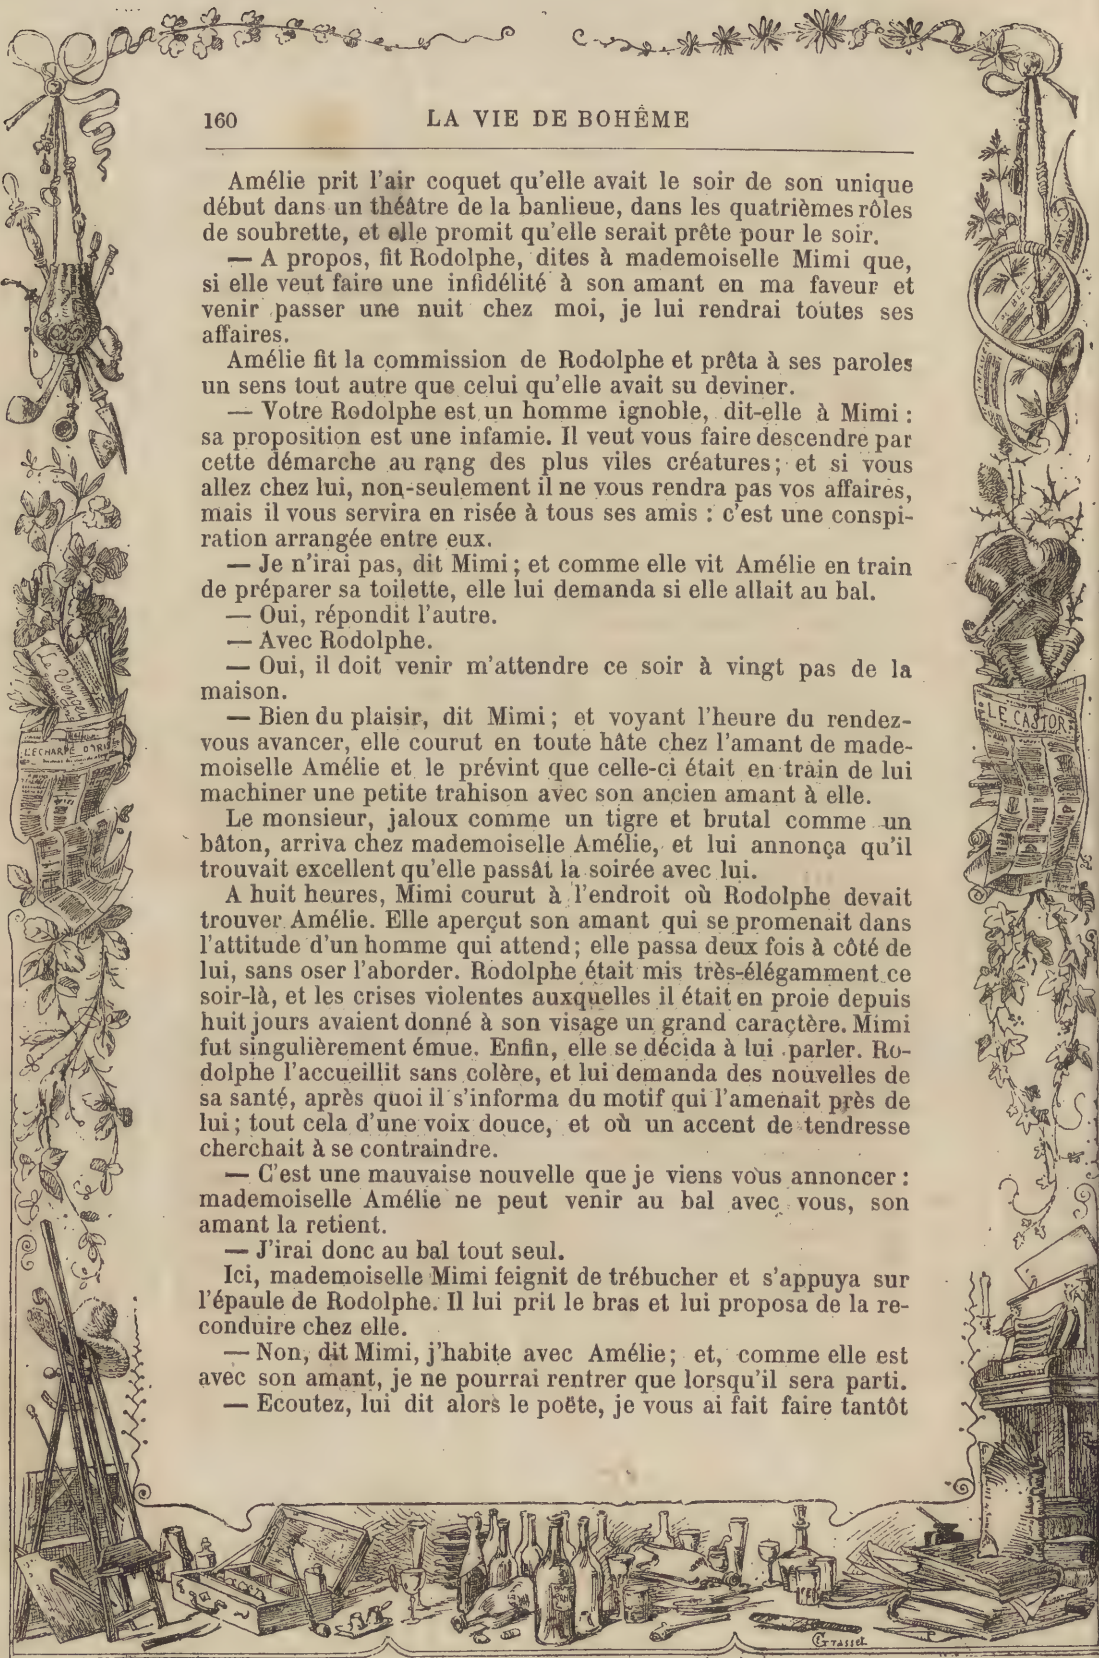 160 LA VIE DE BOHÊME
Amélie prit l'air coquet qu'elle avait le soir de son unique
début dans un théâtre de la banlieue, dans les quatrièmes rôles
de soubrette, et elle promit qu'elle serait prête pour le soir.
— A propos, fit Rodolphe, dites à mademoiselle Mimi que,
si elle veut faire une infidélité à son amant en ma faveur et
venir passer une nuit chez moi, je lui rendrai toutes ses
affaires.
Amélie fit la commission de Rodolphe et prêta à ses paroles
un sens tout autre que celui qu'elle avait su deviner.
— Votre Rodolphe est un homme ignoble, dit-elle à Mimi :
sa proposition est une infamie. Il veut vous faire descendre par
cette démarche au rang des plus viles créatures; et si vous
allez chez lui, non-seulement il ne vous rendra pas vos affaires,
mais il vous servira en risée à tous ses amis : c'est une conspi-
ration arrangée entre eux.
— Je n'irai pas, dit Mimi; et comme elle vit Amélie en train
de préparer sa toilette, elle lui demanda si elle allait au bal.
— Oui, répondit l'autre.
— Avec Rodolphe.
— Oui, il doit venir m'attendre ce soir à vingt pas de la
maison.
— Bien du plaisir, dit Mimi; et voyant l'heure du rendez-
vous avancer, elle courut en toute hâte chez l'amant de made-
moiselle Amélie et le prévint que celle-ci était en train de lui
machiner une petite trahison avec son ancien amant à elle.
Le monsieur, jaloux comme un tigre et brutal comme un
bâton, arriva chez mademoiselle Amélie, et lui annonça qu'il
trouvait excellent qu'elle passât la soirée avec lui.
A huit heures, Mimi courut à l'endroit où Rodolphe devait
trouver Amélie. Elle aperçut son amant qui se promenait dans
l'attitude d'un homme qui attend; elle passa deux fois à côté de
lui, sans oser l'aborder. Rodolphe était mis très-élégamment ce
soir-là, et les crises violentes auxquelles il était en proie depuis
huit jours avaient donné à son visage un grand caractère. Mimi
fut singulièrement émue. Enfin, elle se décida à lui parler. Ro-
dolphe l'accueillit sans colère, et lui demanda des nouvelles de
sa santé, après quoi il s'informa du motif qui l'amenait près de
lui; tout cela d'une voix douce, et où un accent de tendresse
cherchait à se contraindre.
— C'est une mauvaise nouvelle que je viens vous annoncer :
mademoiselle Amélie ne peut venir au bal avec vous, son
amant la retient.
— J'irai donc au bal tout seul.
Ici, mademoiselle Mimi feignit de trébucher et s'appuya sur
l'épaule de Rodolphe. Il lui prit le bras et lui proposa de la re-
conduire chez elle.
— Non, dit Mimi, j'habite avec Amélie; et, comme elle est
avec son amant, je ne pourrai rentrer que lorsqu'il sera parti.
— Ecoutez, lui dit alors le poëte, je vous ai fait faire tantôt
Le Vengeur
L'ECHARPE D'IRIS
LE CASTOR
Grasset